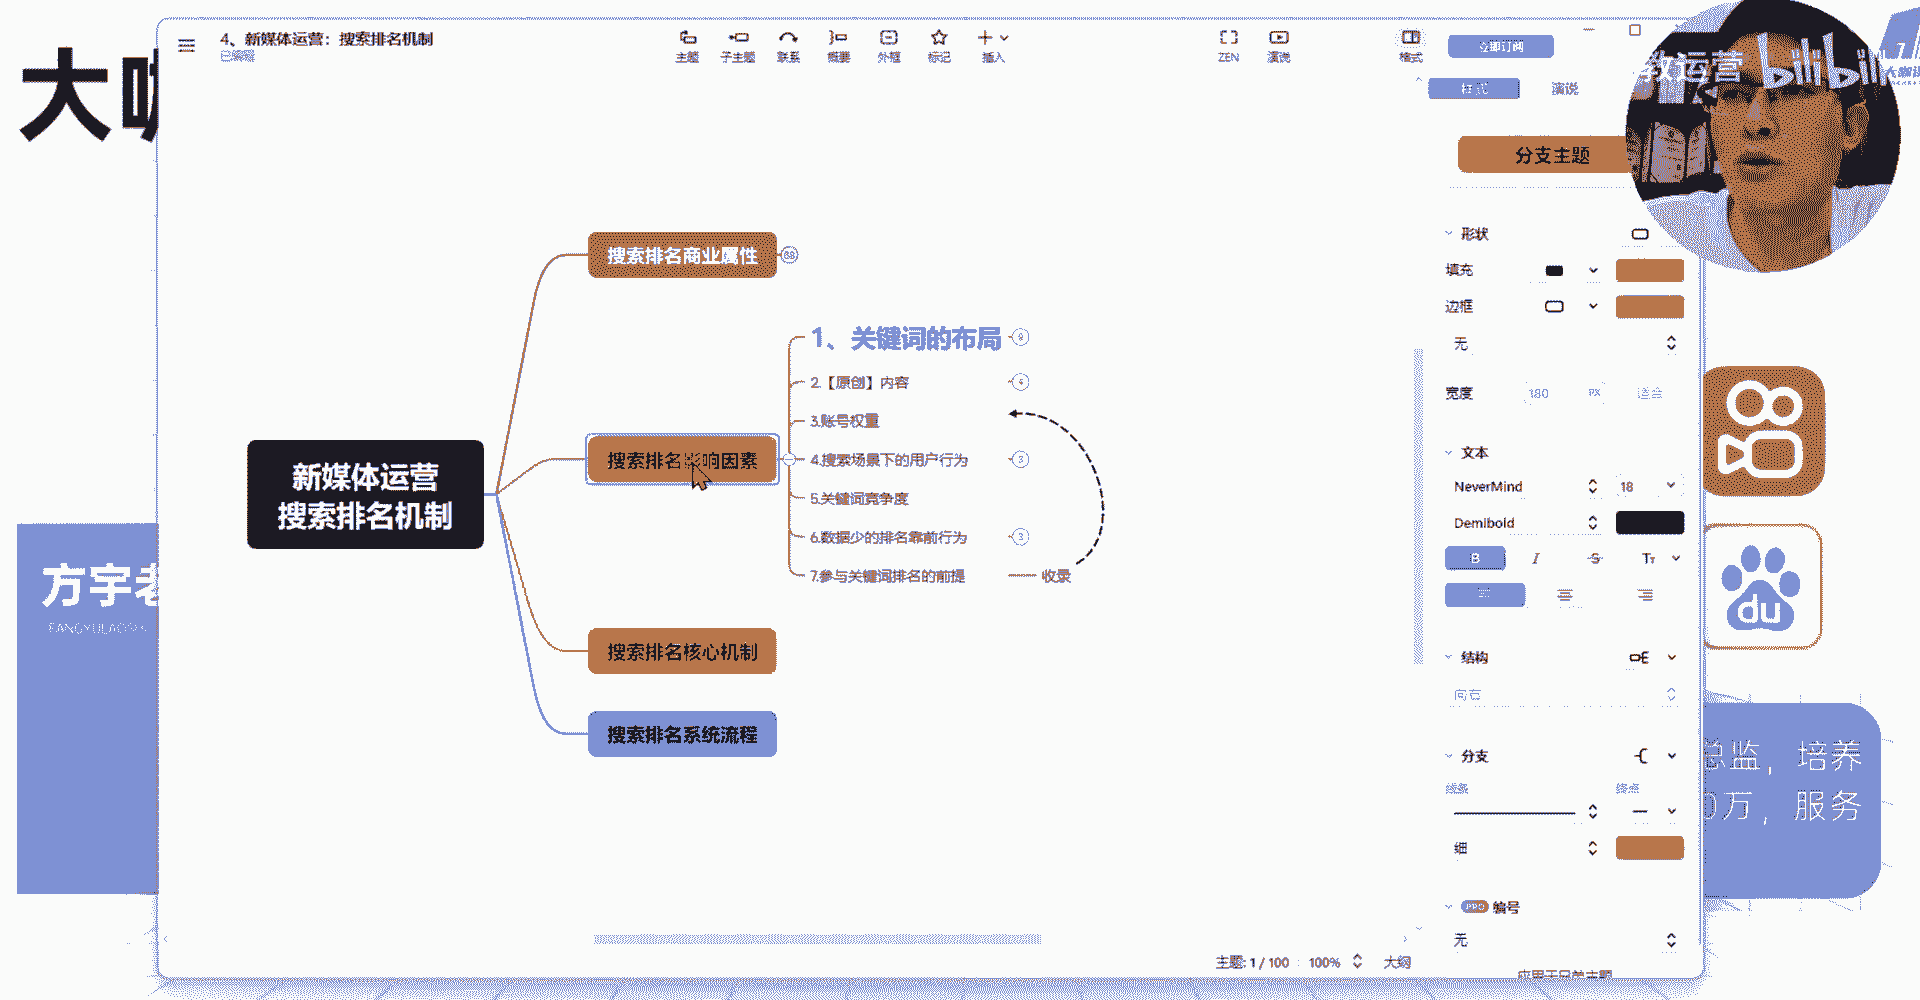 4、新媒体运营：搜索排名机制
已编辑
主题
子主题
联系
概要
外框
标记
插入
ZEN
演说
格式
立即订阅
样式
演说
教运营 bilibili
大
分支主题
形状
填充
边框
无
宽度
180
PX
适合
文本
NeverMind
18
DemIbold
B
I
S
结构
向右
分支
线条
终点
细
PRO 编号
无
应用于兄弟主题
搜索排名商业属性
1、关键词的布局
9
2.【原创】内容
4
3.账号权重
搜索排名影响因素
4.搜索场景下的用户行为
3
5.关键词竞争度
6.数据少的排名靠前行为
3
7.参与关键词排名的前提
收录
新媒体运营
搜索排名机制
搜索排名核心机制
搜索排名系统流程
方宇老
FANGYULAOSHI
du
总监，培养
0万，服务
主题: 1 / 100
100%
大纲